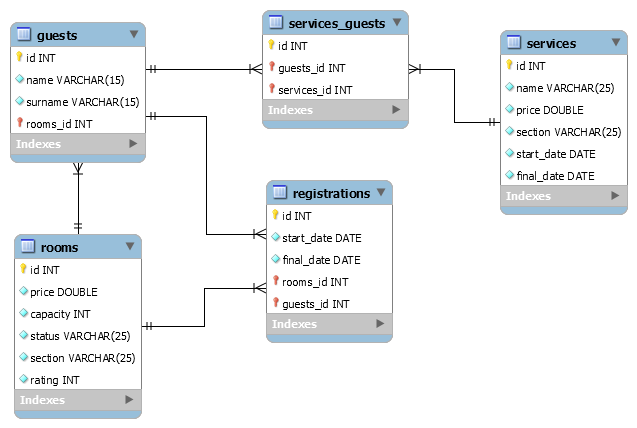 guests
id INT
name VARCHAR(15)
surname VARCHAR(15)
rooms_id INT
Indexes
services_guests
id INT
guests_id INT
services_id INT
Indexes
services
id INT
name VARCHAR(25)
price DOUBLE
section VARCHAR(25)
start_date DATE
final_date DATE
Indexes
registrations
id INT
start_date DATE
final_date DATE
rooms_id INT
guests_id INT
Indexes
rooms
id INT
price DOUBLE
capacity INT
status VARCHAR(25)
section VARCHAR(25)
rating INT
Indexes